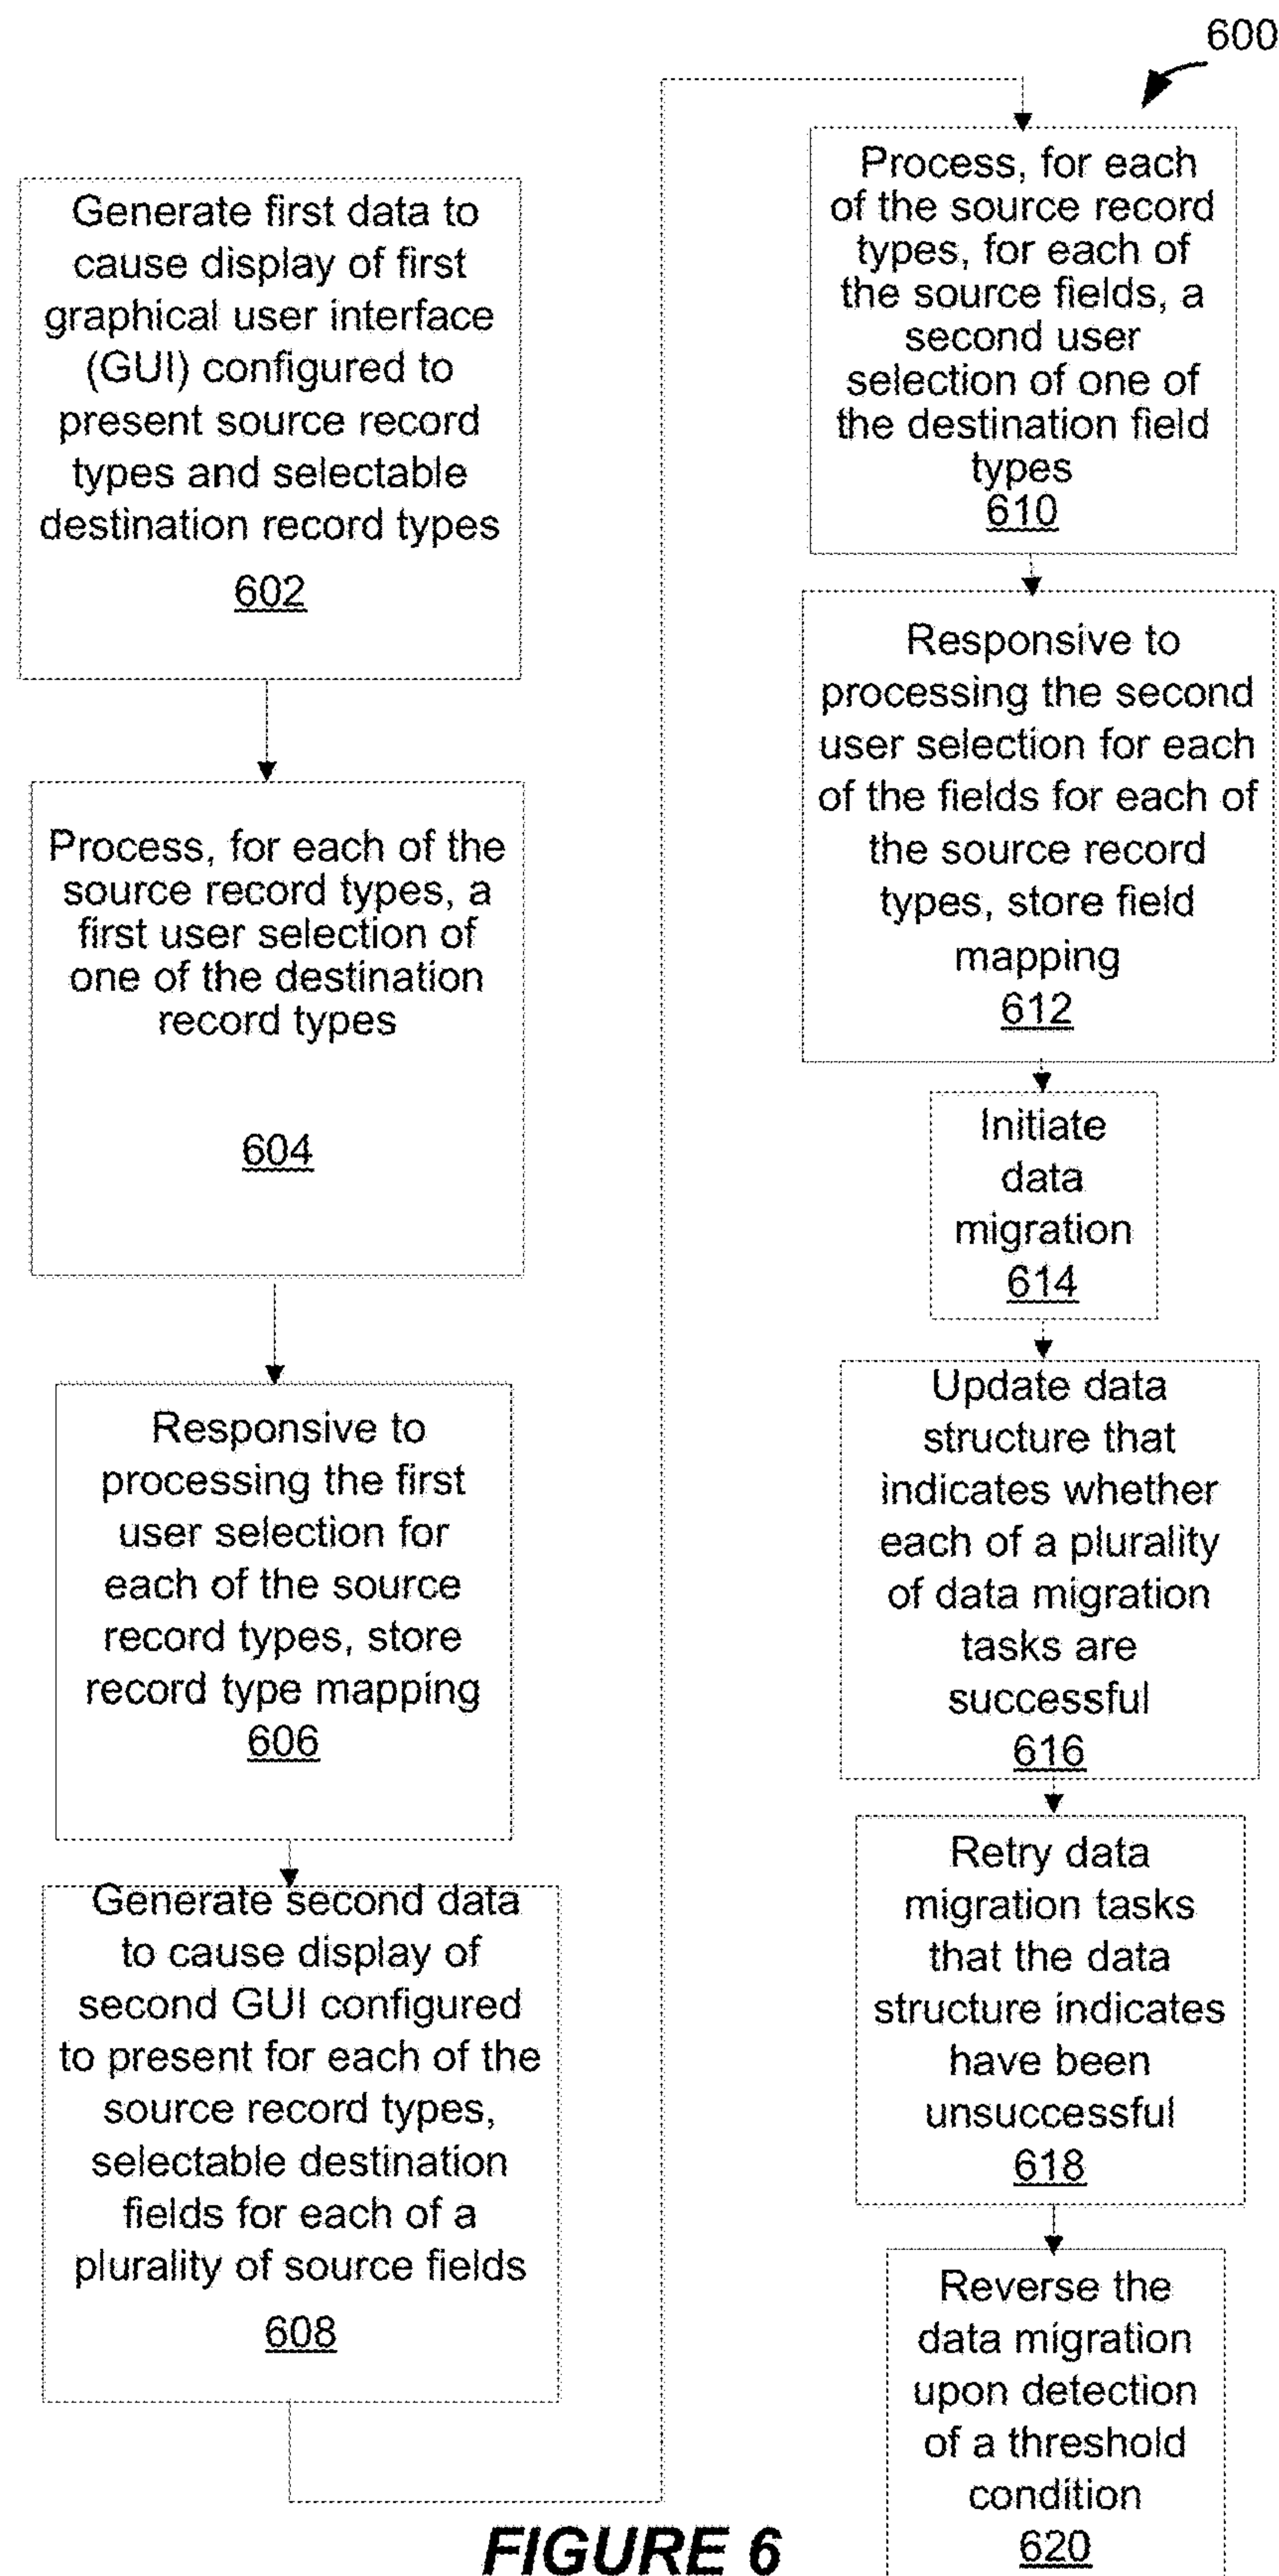 600
Generate first data to
cause display of first
graphical user interface
(GUI) configured to
present source record
types and selectable
destination record types
602
Process, for each of the
source record types, a
first user selection of
one of the destination
record types
604
Responsive to
processing the first
user selection for
each of the source
record types, store
record type mapping
606
Generate second data
to cause display of
second GUI configured
to present for each of the
source record types,
selectable destination
fields for each of a
plurality of source fields
608
Process, for each
of the source record
types, for each of
the source fields, a
second user
selection of one of
the destination field
types
610
Responsive to
processing the second
user selection for each
of the fields for each of
the source record
types, store field
mapping
612
Initiate
data
migration
614
Update data
structure that
indicates whether
each of a plurality
of data migration
tasks are
successful
616
Retry data
migration tasks
that the data
structure indicates
have been
unsuccessful
618
Reverse the
data migration
upon detection
of a threshold
condition
620
FIGURE 6